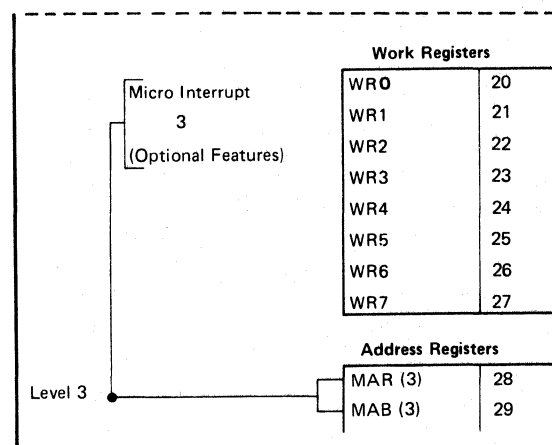 Work Registers
Micro Interrupt
3
(Optional Features)
WR0 20
WR1 21
WR2 22
WR3 23
WR4 24
WR5 25
WR6 26
WR7 27
Address Registers
Level 3
MAR (3) 28
MAB (3) 29